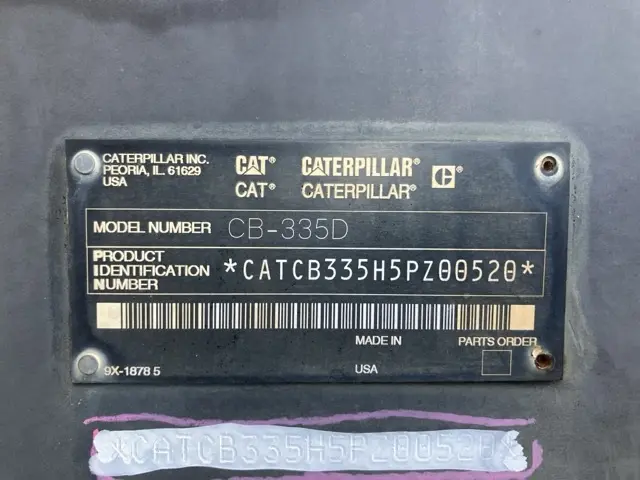 CATERPILLAR INC.
PEORIA, IL. 61629
USA
CAT® CATERPILLAR®
CAT® CATERPILLAR®
MODEL NUMBER CB-335D
PRODUCT
IDENTIFICATION
NUMBER
*CATCB335H5PZ00520*
MADE IN
USA
PARTS ORDER
9X-1878 5
*CATCB335H5PZ00520*